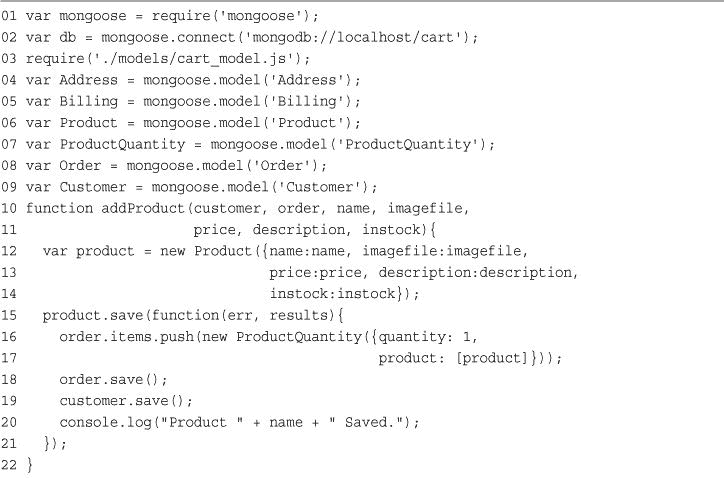 01 var mongoose = require('mongoose');
02 var db = mongoose.connect('mongodb://localhost/cart');
03 require('./models/cart_model.js');
04 var Address = mongoose.model('Address');
05 var Billing = mongoose.model('Billing');
06 var Product = mongoose.model('Product');
07 var ProductQuantity = mongoose.model('ProductQuantity');
08 var Order = mongoose.model('Order');
09 var Customer = mongoose.model('Customer');
10 function addProduct(customer, order, name, imagefile,
11                     price, description, instock){
12   var product = new Product({name:name, imagefile:imagefile,
13                              price:price, description:description,
14                              instock:instock});
15   product.save(function(err, results){
16     order.items.push(new ProductQuantity({quantity: 1,
17                                           product: [product]}));
18     order.save();
19     customer.save();
20     console.log("Product " + name + " Saved.");
21   });
22 }